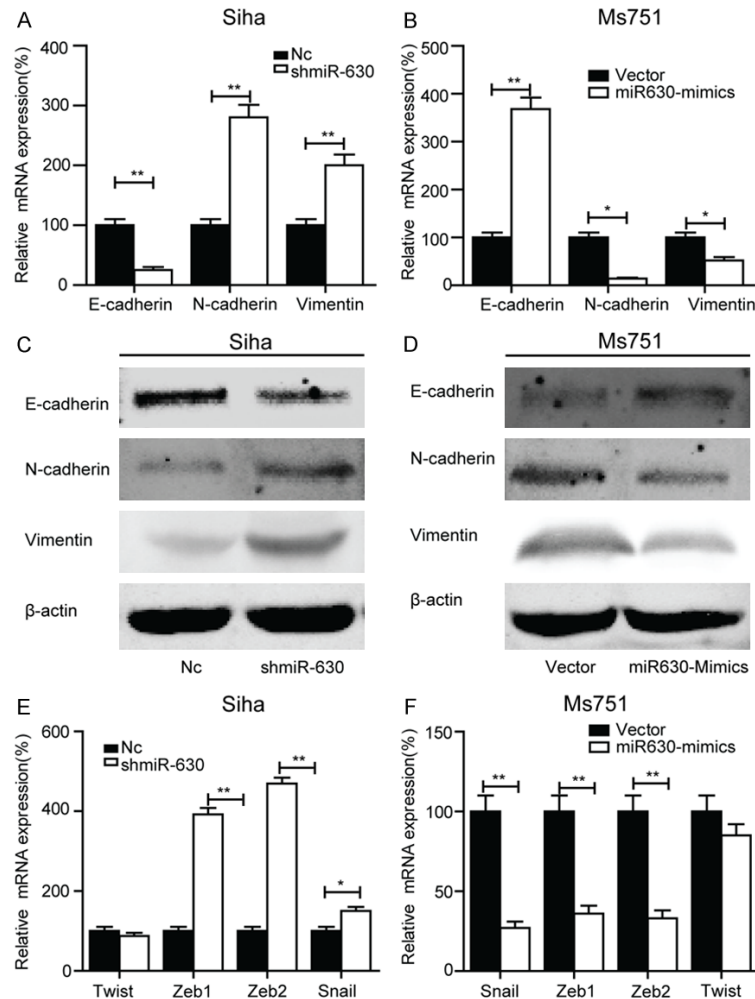 A
Siha
Relative mRNA expression(%)
400
300
200
100
0
Nc
shmiR-630
**
**
**
E-cadherin
N-cadherin
Vimentin
B
Ms751
Relative mRNA expression(%)
500
400
300
200
100
0
Vector
miR630-mimics
**
*
*
E-cadherin
N-cadherin
Vimentin
C
Siha
E-cadherin
N-cadherin
Vimentin
β-actin
Nc
shmiR-630
D
Ms751
E-cadherin
N-cadherin
Vimentin
β-actin
Vector
miR630-Mimics
E
Siha
Relative mRNA expression(%)
600
400
200
0
Nc
shmiR-630
**
**
*
Twist
Zeb1
Zeb2
Snail
F
Ms751
Relative mRNA expression(%)
150
100
50
0
Vector
miR630-mimics
**
**
**
Snail
Zeb1
Zeb2
Twist